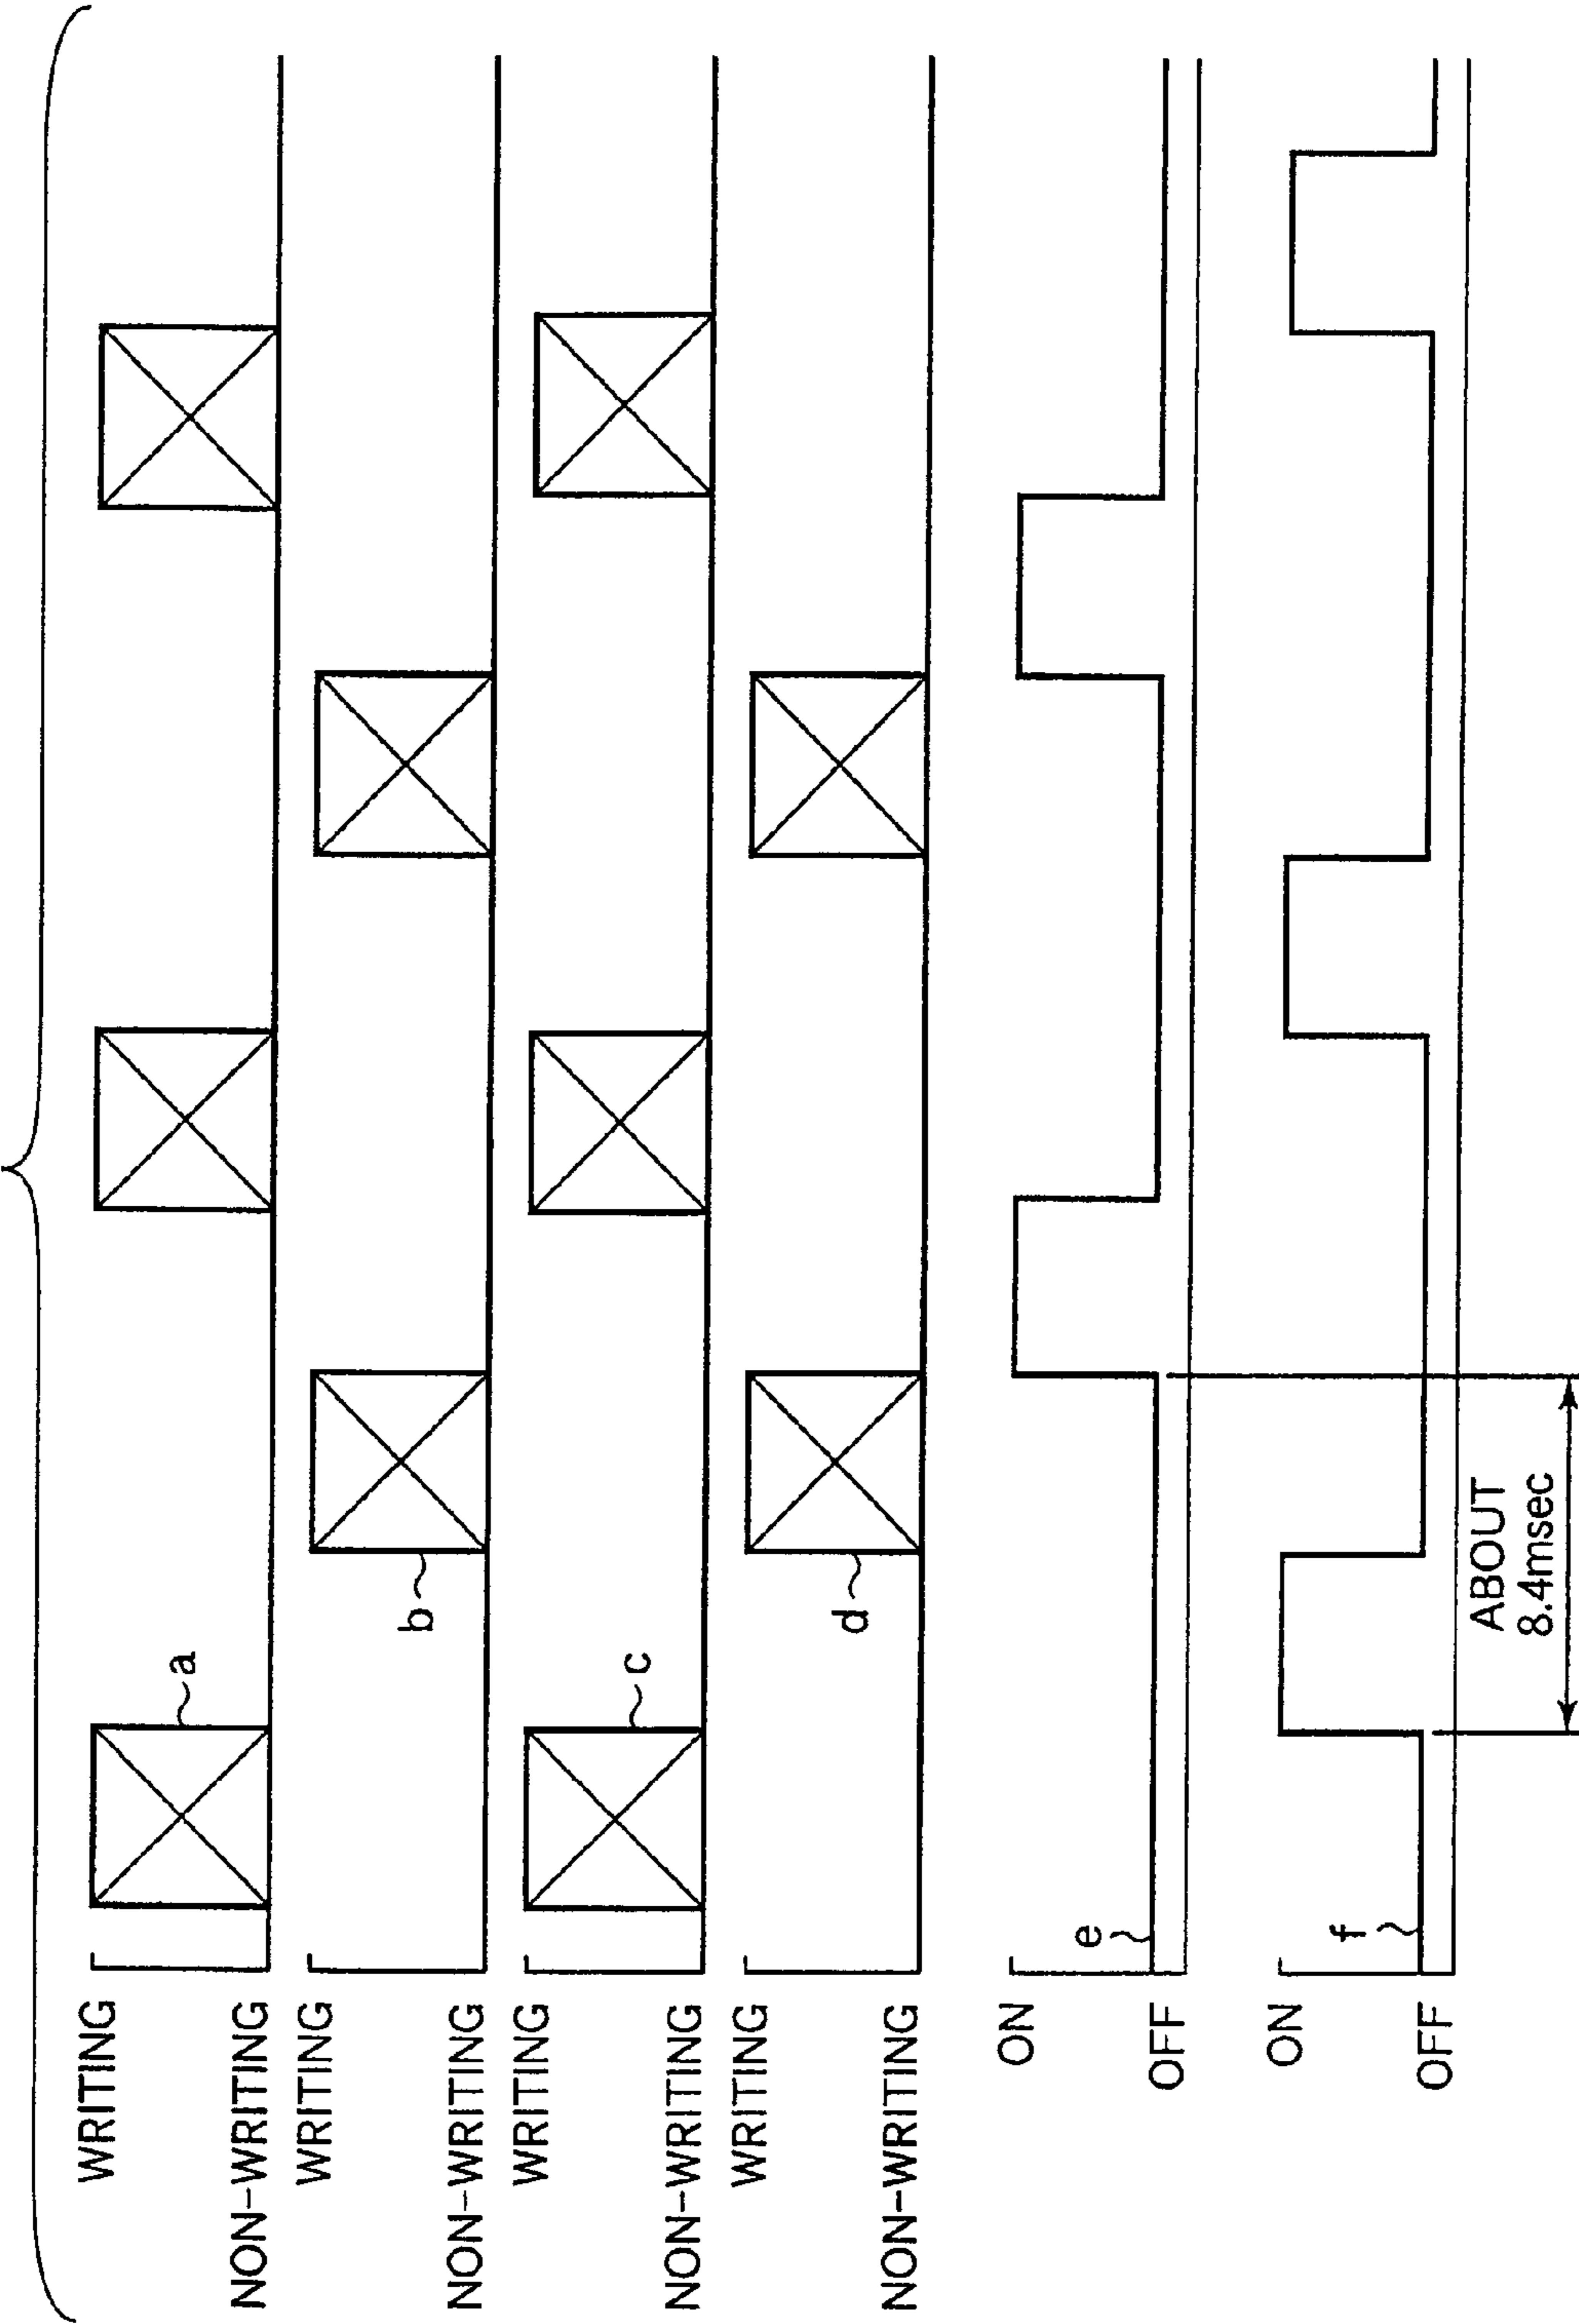 WRITING
a
NON-WRITING
WRITING
b
NON-WRITING
WRITING
c
NON-WRITING
WRITING
d
NON-WRITING
ON
e
OFF
ON
f
OFF
ABOUT
8.4msec